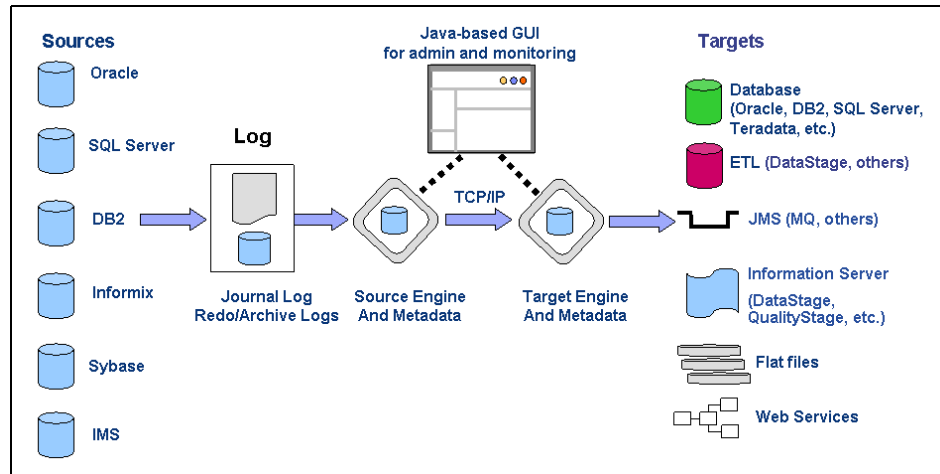 Sources
Oracle
SQL Server
DB2
Informix
Sybase
IMS
Log
Journal Log
Redo/Archive Logs
Java-based GUI
for admin and monitoring
Source Engine
And Metadata
TCP/IP
Target Engine
And Metadata
Targets
Database
(Oracle, DB2, SQL Server,
Teradata, etc.)
ETL (DataStage, others)
JMS (MQ, others)
Information Server
(DataStage,
QualityStage, etc.)
Flat files
Web Services